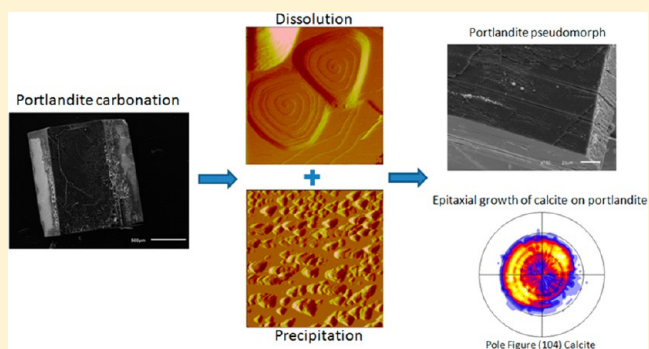 Dissolution
Portlandite pseudomorph
Portlandite carbonation
Epitaxial growth of calcite on portlandite
Precipitation
Pole Figure (104) Calcite